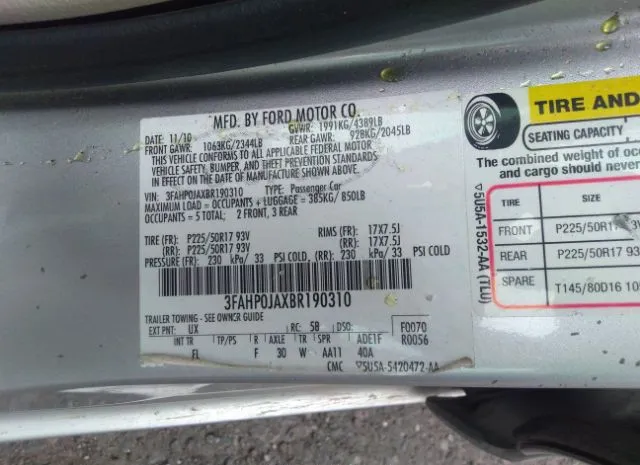 MFD. BY FORD MOTOR CO.
DATE: 11/10 GVWR: 1991KG/4389LB
FRONT GAWR: 1063KG/2344LB REAR GAWR: 928KG/2045LB
THIS VEHICLE CONFORMS TO ALL APPLICABLE FEDERAL MOTOR
VEHICLE SAFETY, BUMPER, AND THEFT PREVENTION STANDARDS
IN EFFECT ON THE DATE OF MANUFACTURE SHOWN ABOVE.
VIN: 3FAHP0JAXBR190310 TYPE: Passenger Car
MAXIMUM LOAD = OCCUPANTS + LUGGAGE = 385KG/850LB
OCCUPANTS = 5 TOTAL: 2 FRONT, 3 REAR
TIRE (FR): P225/50R17 93V RIMS (FR): 17X7.5J
(RR): P225/50R17 93V (RR): 17X7.5J
PRESSURE (FR): 230 kPa/ 33 PSI COLD, (RR): 230 kPa/ 33 PSI COLD
3FAHP0JAXBR190310
TRAILER TOWING - SEE OWNER GUIDE
EXT PNT: UX RC: 58 DSO: F0070
INT TR TP/PS R AXLE TR SPR ADE1F R0056
FL F 30 W AA11 40A
CMC 5U5A-5420472-AA
5U5A-1532-AA (TLU)
TIRE AND
SEATING CAPACITY
The combined weight of
and cargo should never
TIRE SIZE
FRONT P225/50R17
REAR P225/50R17 93
SPARE T145/80D16